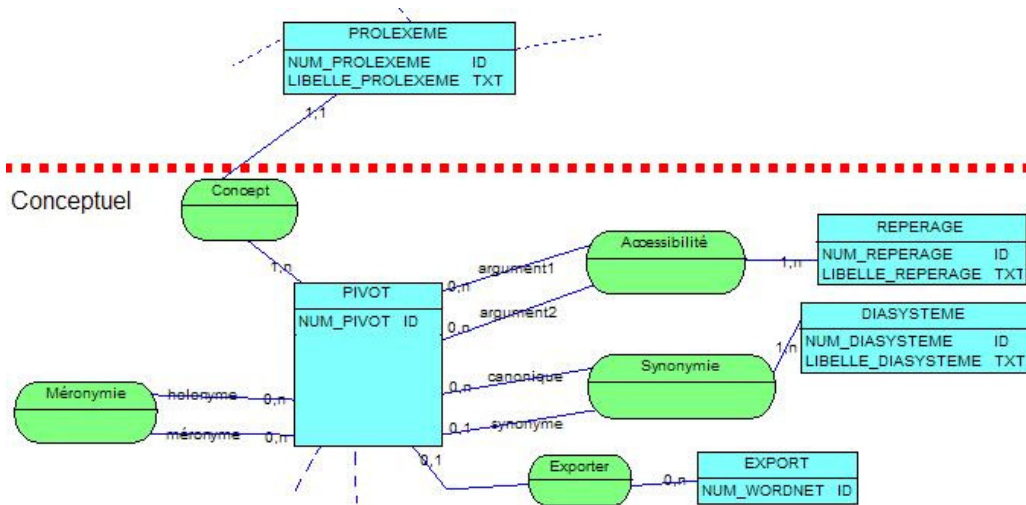 PROLEXEME
NUM_PROLEXEME ID
LIBELLE_PROLEXEME TXT
1,1
Conceptuel
Concept
1,n
PIVOT
NUM_PIVOT ID
argument1
0,n
argument2
0,n
Accessibilité
1,n
REPERAGE
NUM_REPERAGE ID
LIBELLE_REPERAGE TXT
DIASYSTEME
NUM_DIASYSTEME ID
LIBELLE_DIASYSTEME TXT
1,n
Synonymie
canonique
0,n
synonyme
0,1
Méronymie
holonyme
0,n
méronyme
0,n
0,1
Exporter
0,n
EXPORT
NUM_WORDNET ID